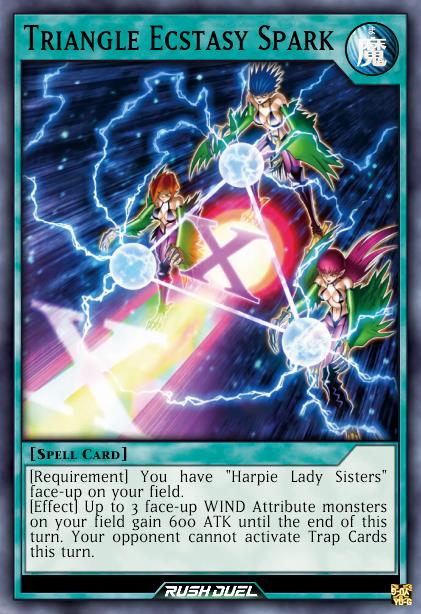 Triangle Ecstasy Spark
ま
魔
X
X
[Spell Card]
[Requirement] You have "Harpie Lady Sisters"
face-up on your field.
[Effect] Up to 3 face-up WIND Attribute monsters
on your field gain 600 ATK until the end of this
turn. Your opponent cannot activate Trap Cards
this turn.
RUSH DUEL